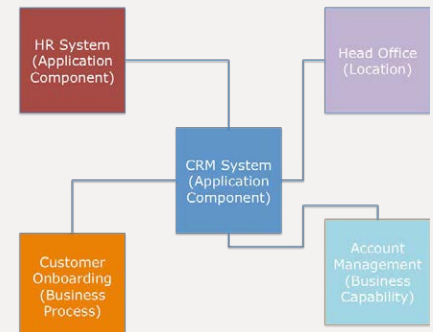 HR System
(Application
Component)
Head Office
(Location)
CRM System
(Application
Component)
Customer
Onboarding
(Business
Process)
Account
Management
(Business
Capability)